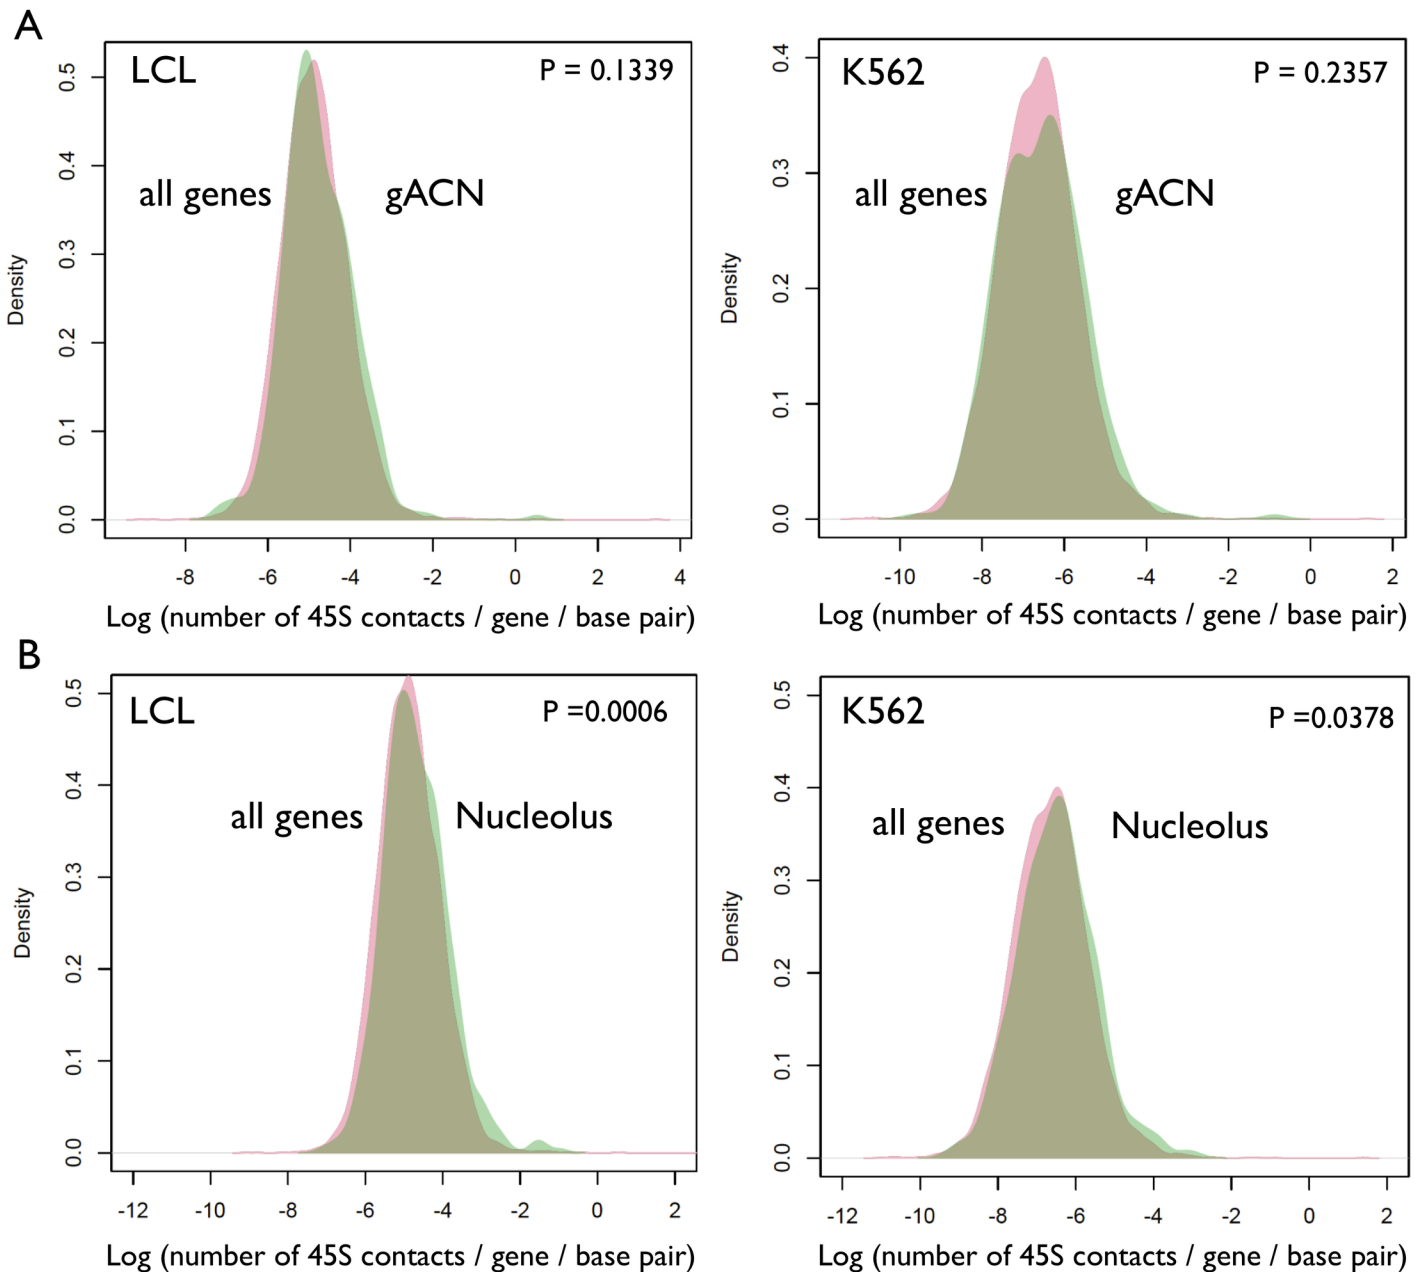 A
LCL
P = 0.1339
all genes
gACN
Density
0.5
0.4
0.3
0.2
0.1
0.0
-8 -6 -4 -2 0 2 4
Log (number of 45S contacts / gene / base pair)
K562
P = 0.2357
all genes
gACN
Density
0.4
0.3
0.2
0.1
0.0
-10 -8 -6 -4 -2 0 2
Log (number of 45S contacts / gene / base pair)
B
LCL
P =0.0006
all genes
Nucleolus
Density
0.5
0.4
0.3
0.2
0.1
0.0
-12 -10 -8 -6 -4 -2 0 2
Log (number of 45S contacts / gene / base pair)
K562
P =0.0378
all genes
Nucleolus
Density
0.5
0.4
0.3
0.2
0.1
0.0
-12 -10 -8 -6 -4 -2 0 2
Log (number of 45S contacts / gene / base pair)